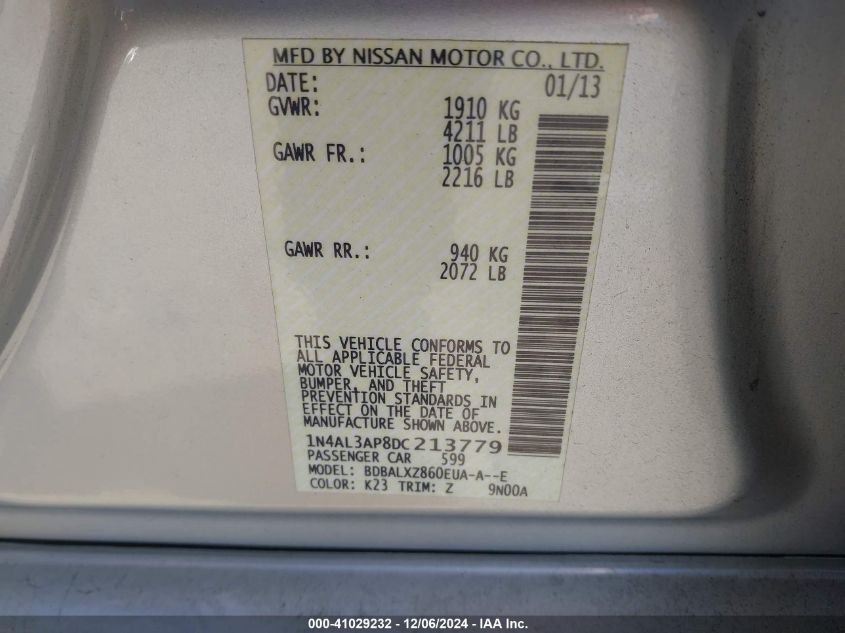 MFD BY NISSAN MOTOR CO., LTD.
DATE: 01/13
GVWR: 1910 KG
4211 LB
GAWR FR.: 1005 KG
2216 LB
GAWR RR.: 940 KG
2072 LB
THIS VEHICLE CONFORMS TO
ALL APPLICABLE FEDERAL
MOTOR VEHICLE SAFETY,
BUMPER, AND THEFT
PREVENTION STANDARDS IN
EFFECT ON THE DATE OF
MANUFACTURE SHOWN ABOVE.
1N4AL3AP8DC213779
PASSENGER CAR 599
MODEL: BDBALXZ860EUA-A--E
COLOR: K23 TRIM: Z 9N00A
000-41029232 - 12/06/2024 - IAA Inc.